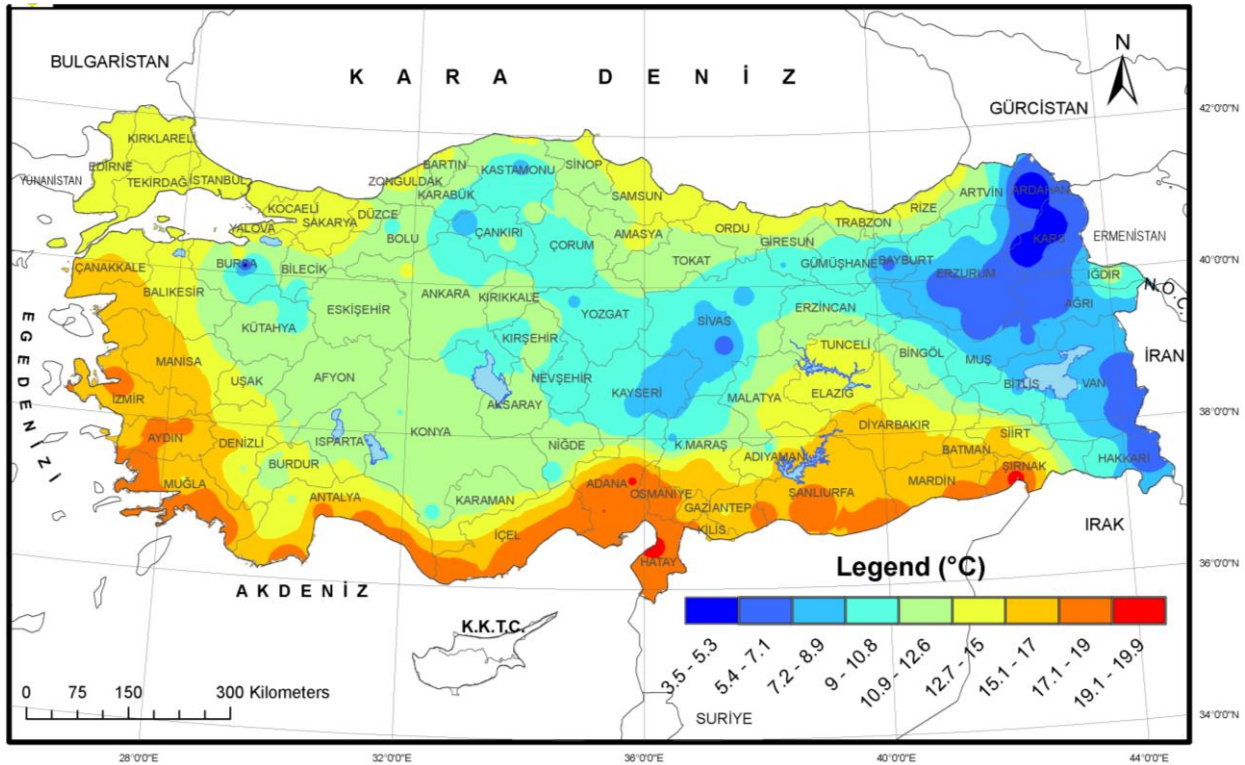 N
BULGARİSTAN
KARA DENİZ
GÜRCİSTAN
42°0'0"N
KIRKLARELİ
EDİRNE
YUNANİSTAN
TEKİRDAĞ
İSTANBUL
BARTIN
KASTAMONU
SİNOP
ZONGULDAK
KARABÜK
SAMSUN
ARTVİN
ARDAHAN
KOCAELİ
SAKARYA
DÜZCE
RİZE
YALOVA
BOLU
ÇANKIRI
ÇORUM
AMASYA
ORDU
TRABZON
KARS
ERMENİSTAN
GİRESUN
TOKAT
GÜMÜŞHANE
BAYBURT
ERZURUM
40°0'0"N
ÇANAKKALE
BURSA
BİLECİK
IĞDIR
N.Ö.C.
BALIKESİR
ANKARA
KIRIKKALE
AĞRI
ESKİŞEHİR
KÜTAHYA
YOZGAT
SİVAS
ERZİNCAN
KIRŞEHİR
TUNCELİ
BİNGÖL
MUŞ
İRAN
EGEDENİZİ
MANİSA
UŞAK
AFYON
NEVŞEHİR
KAYSERİ
MALATYA
ELAZIĞ
BİTLİS
VAN
İZMİR
AKSARAY
38°0'0"N
AYDIN
DENİZLİ
ISPARTA
KONYA
NİĞDE
K.MARAŞ
ADIYAMAN
DİYARBAKIR
SİİRT
BATMAN
HAKKARİ
BURDUR
ŞIRNAK
MUĞLA
ANTALYA
KARAMAN
ADANA
OSMANİYE
ŞANLIURFA
MARDİN
GAZİANTEP
İÇEL
KİLİS
IRAK
HATAY
AKDENİZ
Legend (°C)
36°0'0"N
K.K.T.C.
3.5 - 5.3
5.4 - 7.1
7.2 - 8.9
9 - 10.8
10.9 - 12.6
12.7 - 15
15.1 - 17
17.1 - 19
19.1 - 19.9
0 75 150 300 Kilometers
SURİYE
34°0'0"N
28°0'0"E 32°0'0"E 36°0'0"E 40°0'0"E 44°0'0"E